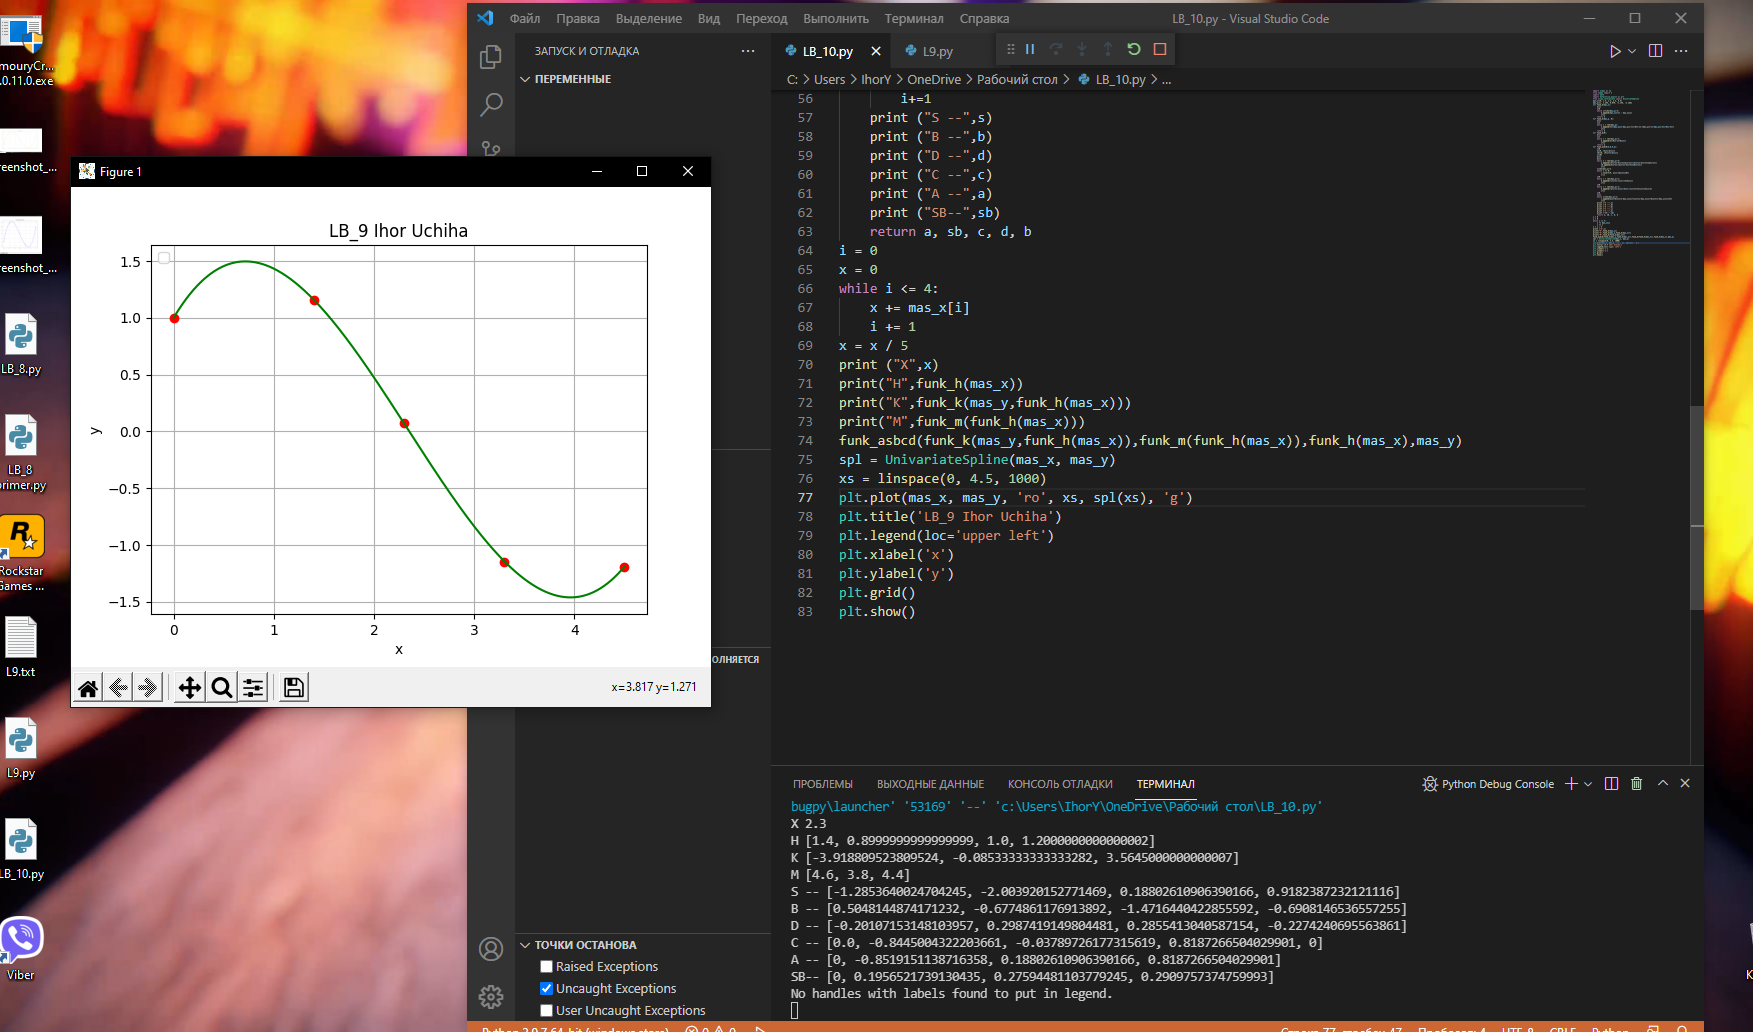 mouryCr...
.0.11.0.exe
reenshot_...
reenshot_...
LB_8.py
LB_8
primer.py
Rockstar
Games ...
L9.txt
L9.py
LB_10.py
Viber
Figure 1
LB_9 Ihor Uchiha
1.5
1.0
0.5
0.0
−0.5
−1.0
−1.5
y
0 1 2 3 4
x
x=3.817 y=1.271
Файл Правка Выделение Вид Переход Выполнить Терминал Справка
LB_10.py - Visual Studio Code
ЗАПУСК И ОТЛАДКА
ПЕРЕМЕННЫЕ
ОЛНЯЕТСЯ
ТОЧКИ ОСТАНОВА
Raised Exceptions
Uncaught Exceptions
User Uncaught Exceptions
LB_10.py L9.py
C: > Users > IhorY > OneDrive > Рабочий стол > LB_10.py > ...
56 i+=1
57 print ("S --",s)
58 print ("B --",b)
59 print ("D --",d)
60 print ("C --",c)
61 print ("A --",a)
62 print ("SB--",sb)
63 return a, sb, c, d, b
64 i = 0
65 x = 0
66 while i <= 4:
67 x += mas_x[i]
68 i += 1
69 x = x / 5
70 print ("X",x)
71 print("H",funk_h(mas_x))
72 print("K",funk_k(mas_y,funk_h(mas_x)))
73 print("M",funk_m(funk_h(mas_x)))
74 funk_asbcd(funk_k(mas_y,funk_h(mas_x)),funk_m(funk_h(mas_x)),funk_h(mas_x),mas_y)
75 spl = UnivariateSpline(mas_x, mas_y)
76 xs = linspace(0, 4.5, 1000)
77 plt.plot(mas_x, mas_y, 'ro', xs, spl(xs), 'g')
78 plt.title('LB_9 Ihor Uchiha')
79 plt.legend(loc='upper left')
80 plt.xlabel('x')
81 plt.ylabel('y')
82 plt.grid()
83 plt.show()
ПРОБЛЕМЫ ВЫХОДНЫЕ ДАННЫЕ КОНСОЛЬ ОТЛАДКИ ТЕРМИНАЛ
Python Debug Console
bugpy\launcher' '53169' '--' 'c:\Users\IhorY\OneDrive\Рабочий стол\LB_10.py'
X 2.3
H [1.4, 0.8999999999999999, 1.0, 1.2000000000000002]
K [-3.918809523809524, -0.08533333333333282, 3.5645000000000007]
M [4.6, 3.8, 4.4]
S -- [-1.2853640024704245, -2.003920152771469, 0.18802610906390166, 0.9182387232121116]
B -- [0.5048144874171232, -0.6774861176913892, -1.4716440422855592, -0.6908146536557255]
D -- [-0.20107153148103957, 0.2987419149804481, 0.2855413040587154, -0.2274240695563861]
C -- [0.0, -0.8445004322203661, -0.03789726177315619, 0.8187266504029901, 0]
A -- [0, -0.8519151138716358, 0.18802610906390166, 0.8187266504029901]
SB-- [0, 0.1956521739130435, 0.27594481103779245, 0.2909757374759993]
No handles with labels found to put in legend.